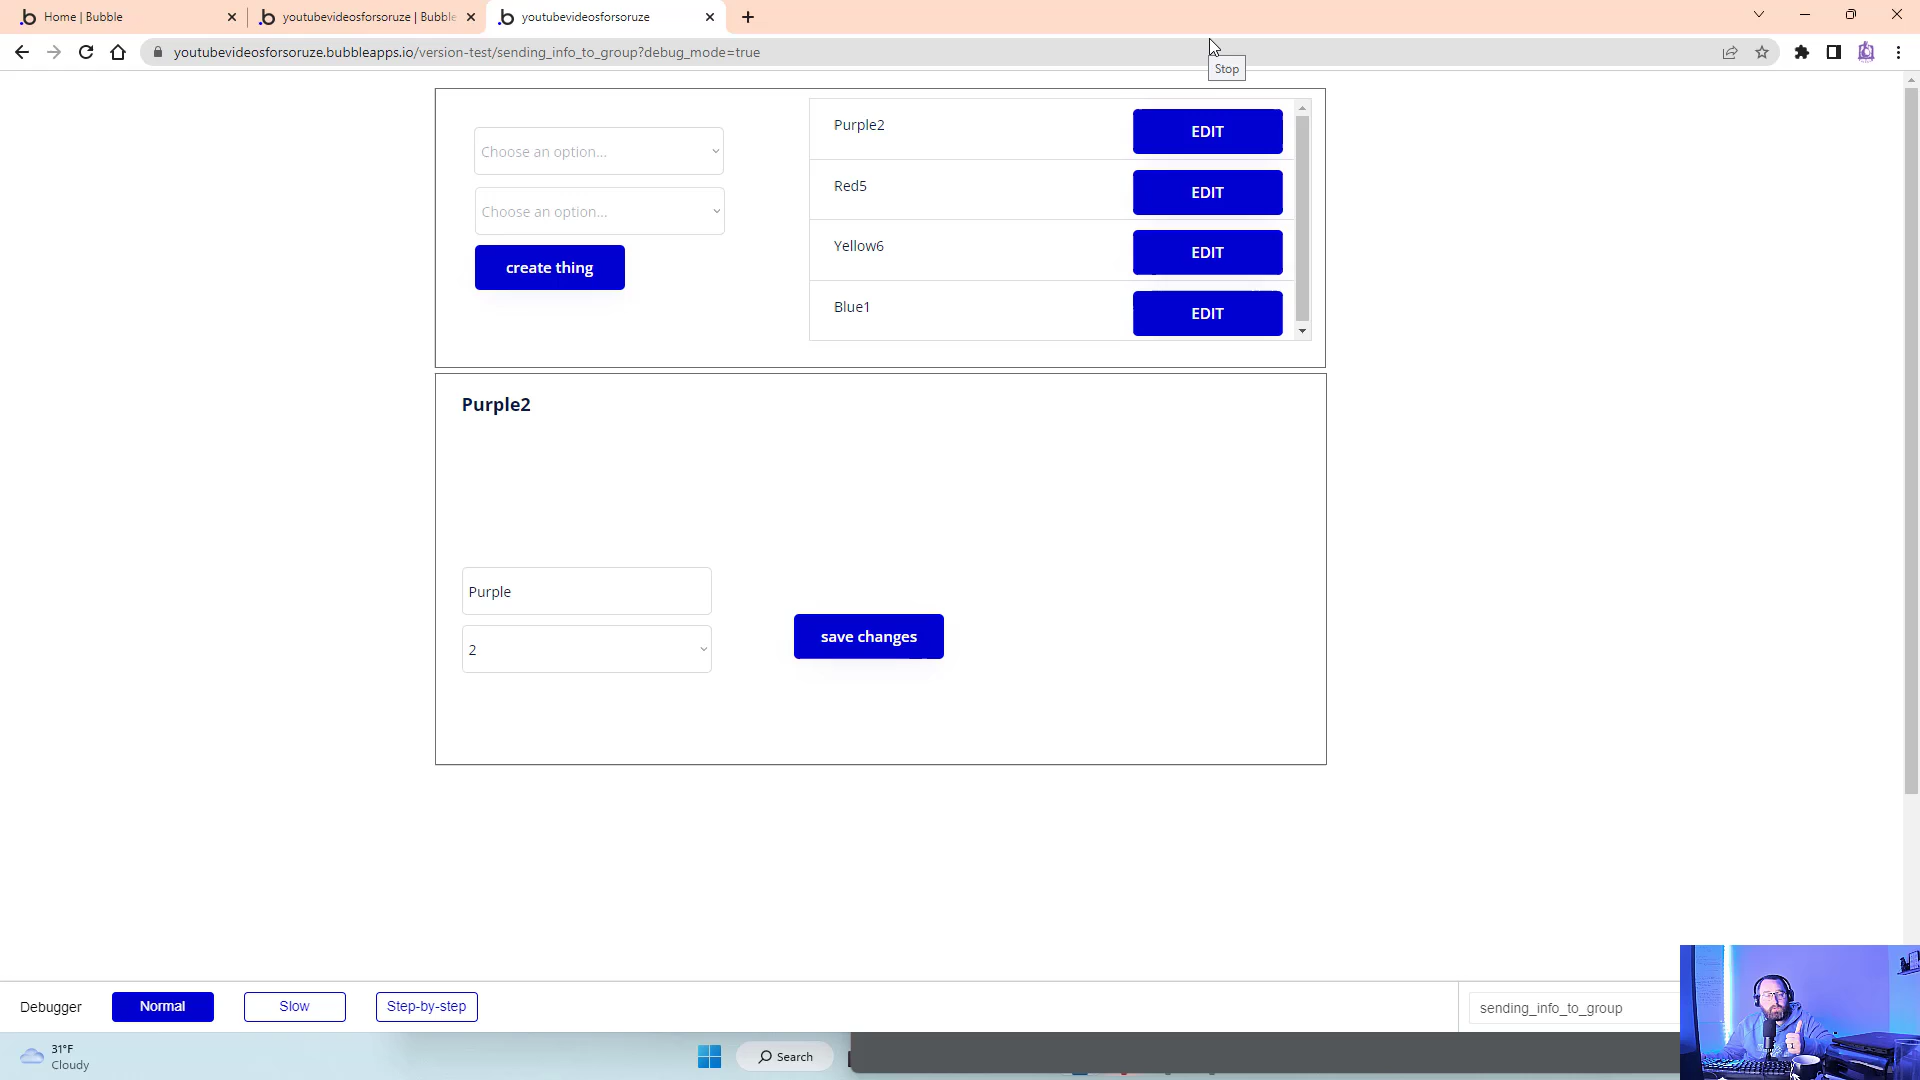 Home | Bubble
youtubevideosforsoruze | Bubble
youtubevideosforsoruze
youtubevideosforsoruze.bubbleapps.io/version-test/sending_info_to_group?debug_mode=true
Stop
Choose an option...
Choose an option...
create thing
Purple2
EDIT
Red5
EDIT
Yellow6
EDIT
Blue1
EDIT
Purple2
Purple
2
save changes
Debugger
Normal
Slow
Step-by-step
sending_info_to_group
31°F
Cloudy
Search